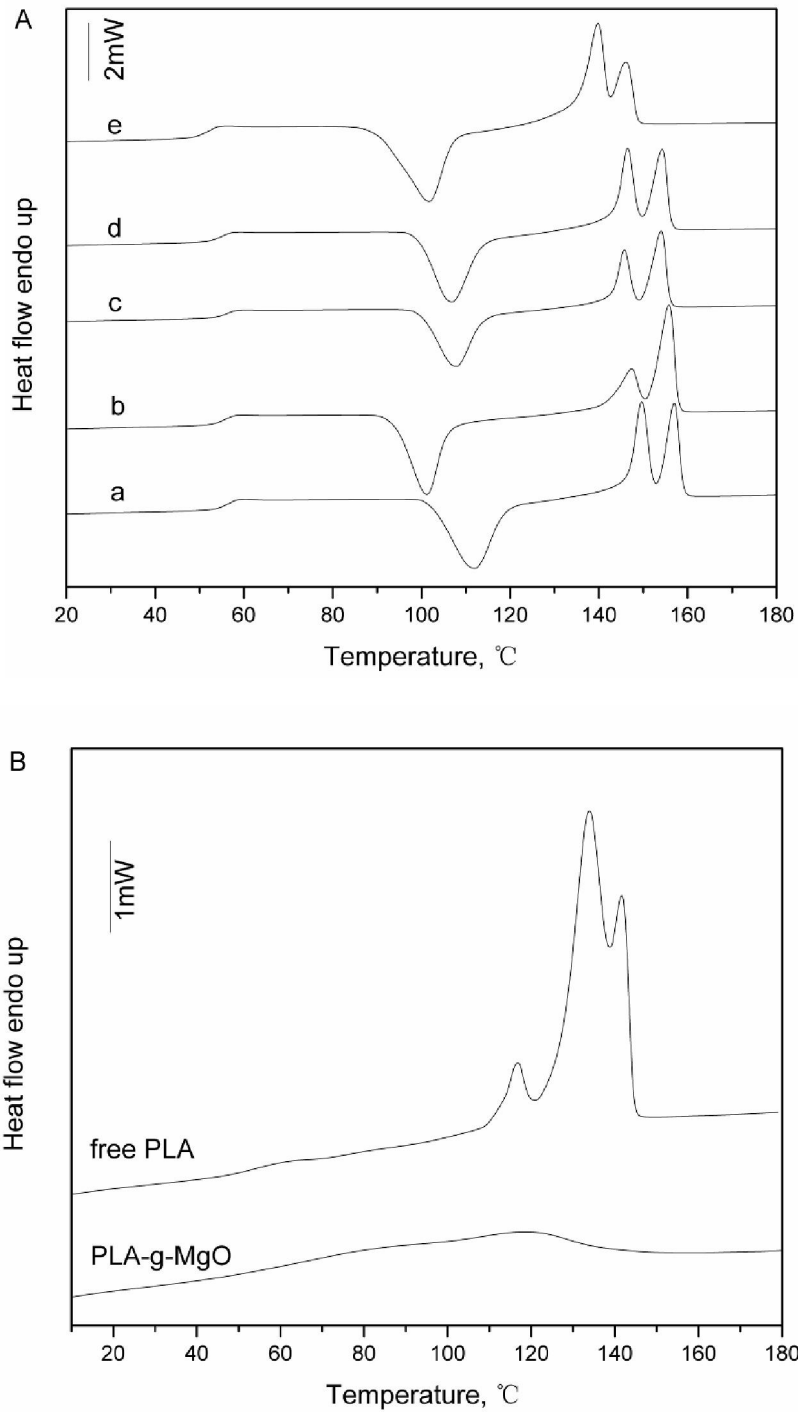 A
2mW
e
d
c
b
a
Heat flow endo up
20 40 60 80 100 120 140 160 180
Temperature, ℃
B
1mW
free PLA
PLA-g-MgO
Heat flow endo up
20 40 60 80 100 120 140 160 180
Temperature, ℃